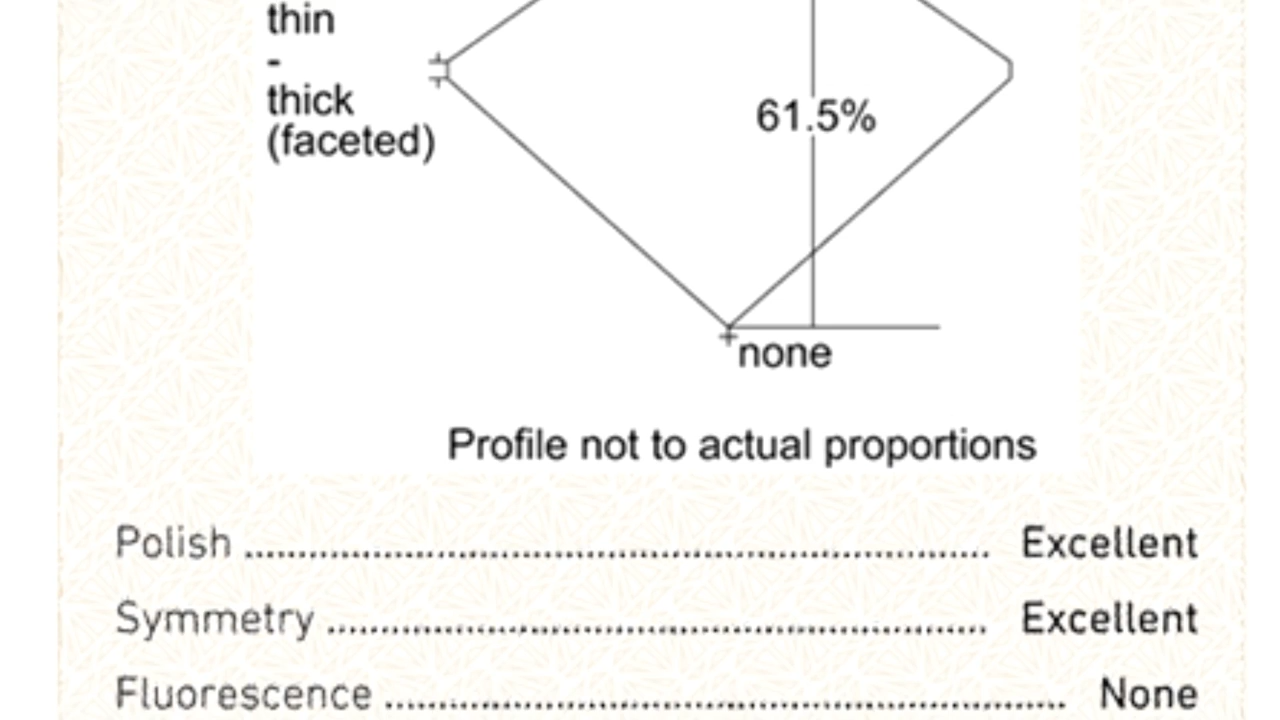 thin
-
thick
(faceted)
61.5%
none
Profile not to actual proportions
Polish ........................ Excellent
Symmetry ........................ Excellent
Fluorescence ........................ None